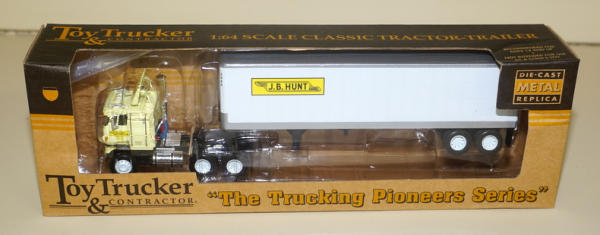 Toy Trucker
& CONTRACTOR
1:64 SCALE CLASSIC TRACTOR-TRAILER
DIE-CAST
METAL
REPLICA
J.B. HUNT
Toy Trucker
& CONTRACTOR
"The Trucking Pioneers Series"